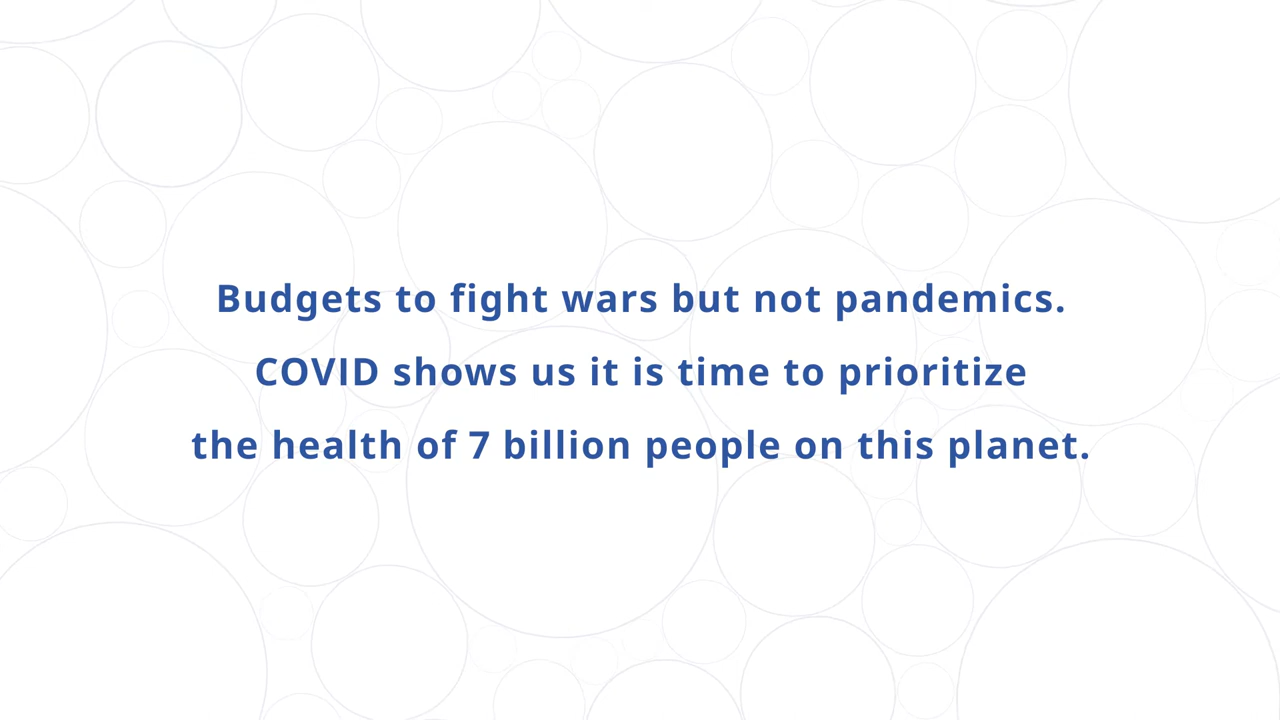 Budgets to fight wars but not pandemics.
COVID shows us it is time to prioritize
the health of 7 billion people on this planet.